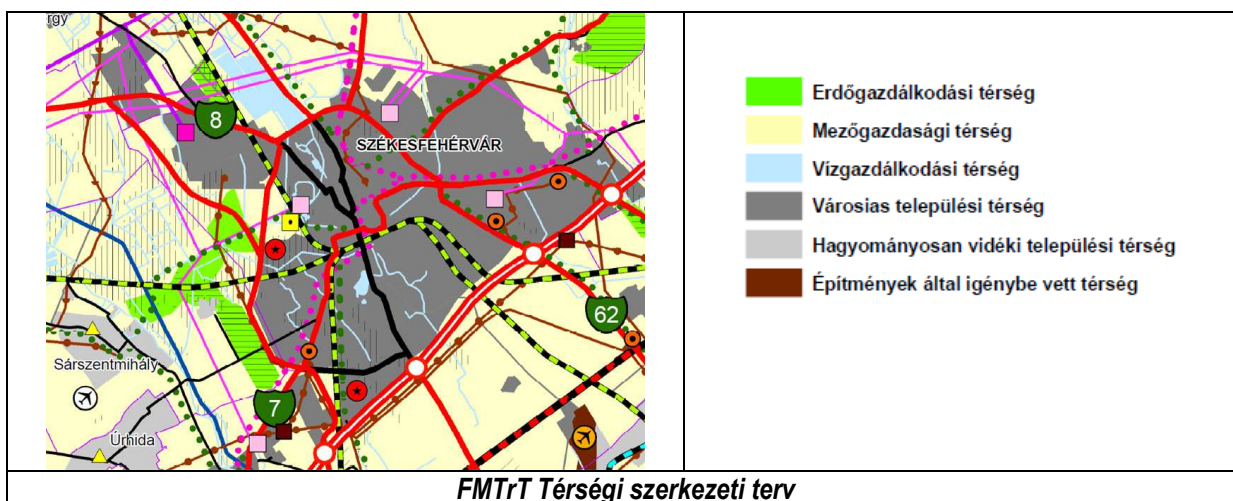 rgy
8
SZÉKESFEHÉRVÁR
62
Sárszentmihály
7
Úrhida
Erdőgazdálkodási térség
Mezőgazdasági térség
Vízgazdálkodási térség
Városias települési térség
Hagyományosan vidéki települési térség
Építmények által igénybe vett térség
FMTrT Térségi szerkezeti terv